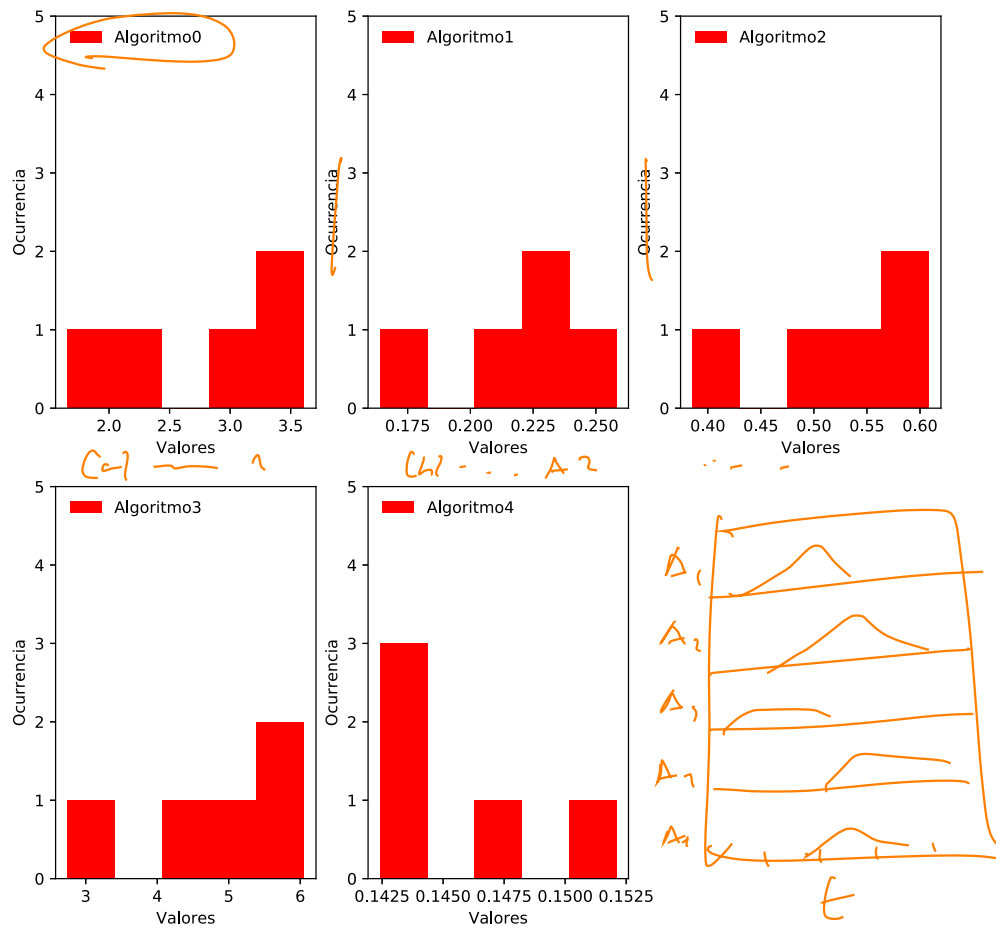 5 Algoritmo0 5 Algoritmo1 5 Algoritmo2
4 4 4
3 3 3
Ocurrencia Ocurrencia Ocurrencia
2 2 2
1 1 1
0 0 0
2.0 2.5 3.0 3.5 0.175 0.200 0.225 0.250 0.40 0.45 0.50 0.55 0.60
Valores Valores Valores
A2
5 Algoritmo3 5 Algoritmo4
4 4
3 3
Ocurrencia Ocurrencia
2 2
1 1
0 0
3 4 5 6 0.1425 0.1450 0.1475 0.1500 0.1525
Valores Valores
A1
A2
A3
t